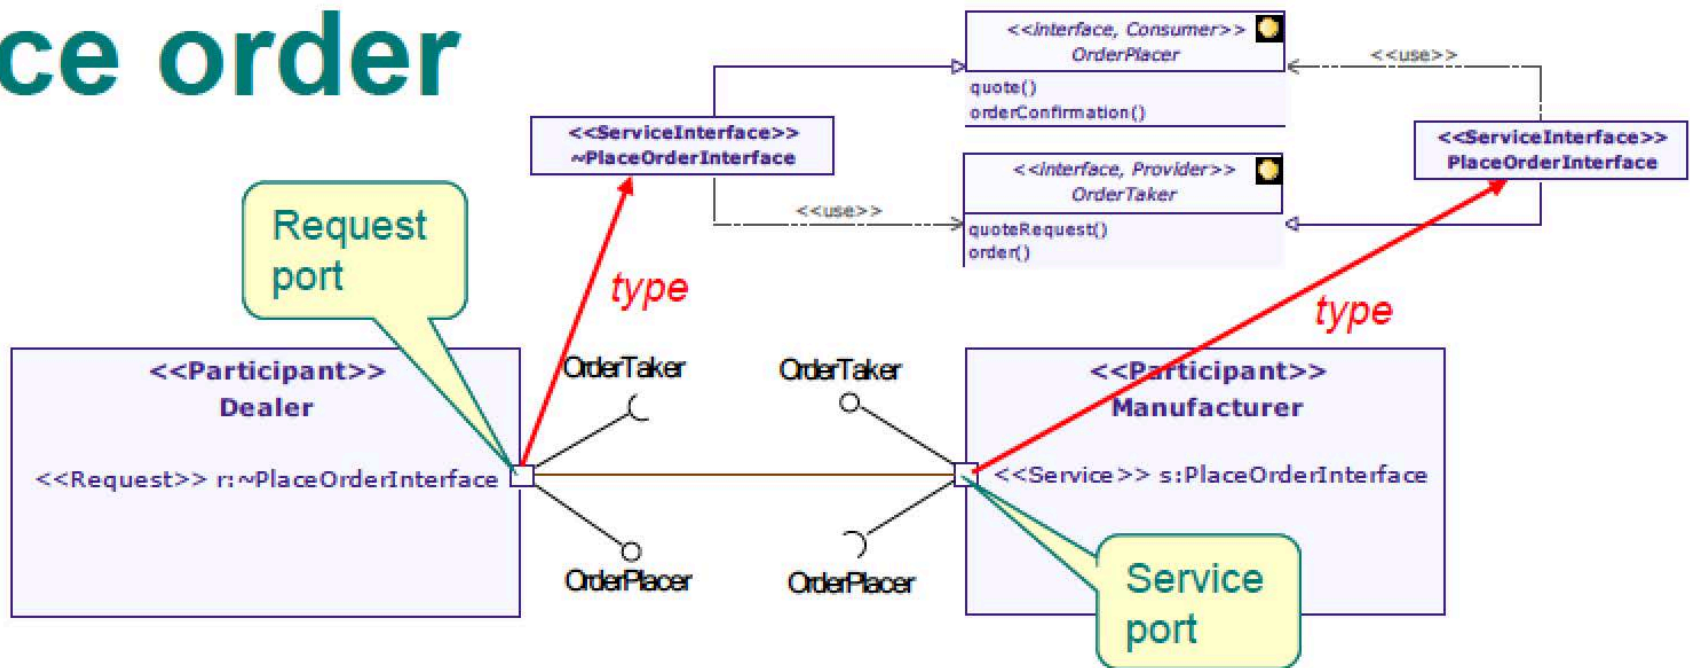 ce order
<<interface, Consumer>>
OrderPlacer
quote()
orderConfirmation()
<<use>>
<<ServiceInterface>>
~PlaceOrderInterface
<<ServiceInterface>>
PlaceOrderInterface
<<interface, Provider>>
OrderTaker
quoteRequest()
order()
<<use>>
Request
port
type
type
<<Participant>>
Dealer
<<Request>> r:~PlaceOrderInterface
OrderTaker
OrderTaker
OrderPlacer
OrderPlacer
<<Participant>>
Manufacturer
<<Service>> s:PlaceOrderInterface
Service
port